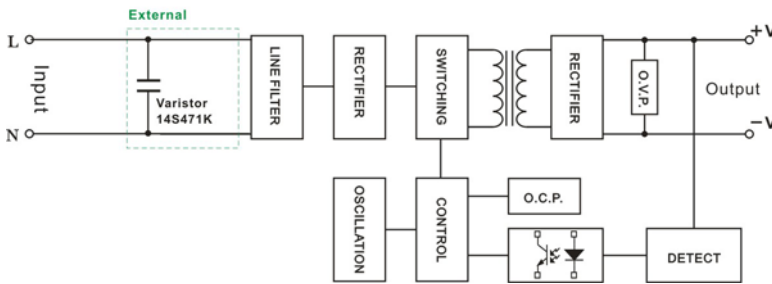 External
L
Input
N
Varistor
14S471K
LINE FILTER
RECTIFIER
SWITCHING
RECTIFIER
O.V.P.
+V
Output
-V
OSCILLATION
CONTROL
O.C.P.
DETECT